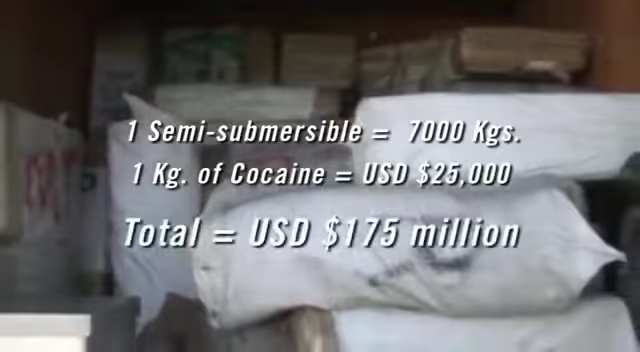 1 Semi-submersible = 7000 Kgs.
1 Kg. of Cocaine = USD $25,000
Total = USD $175 million